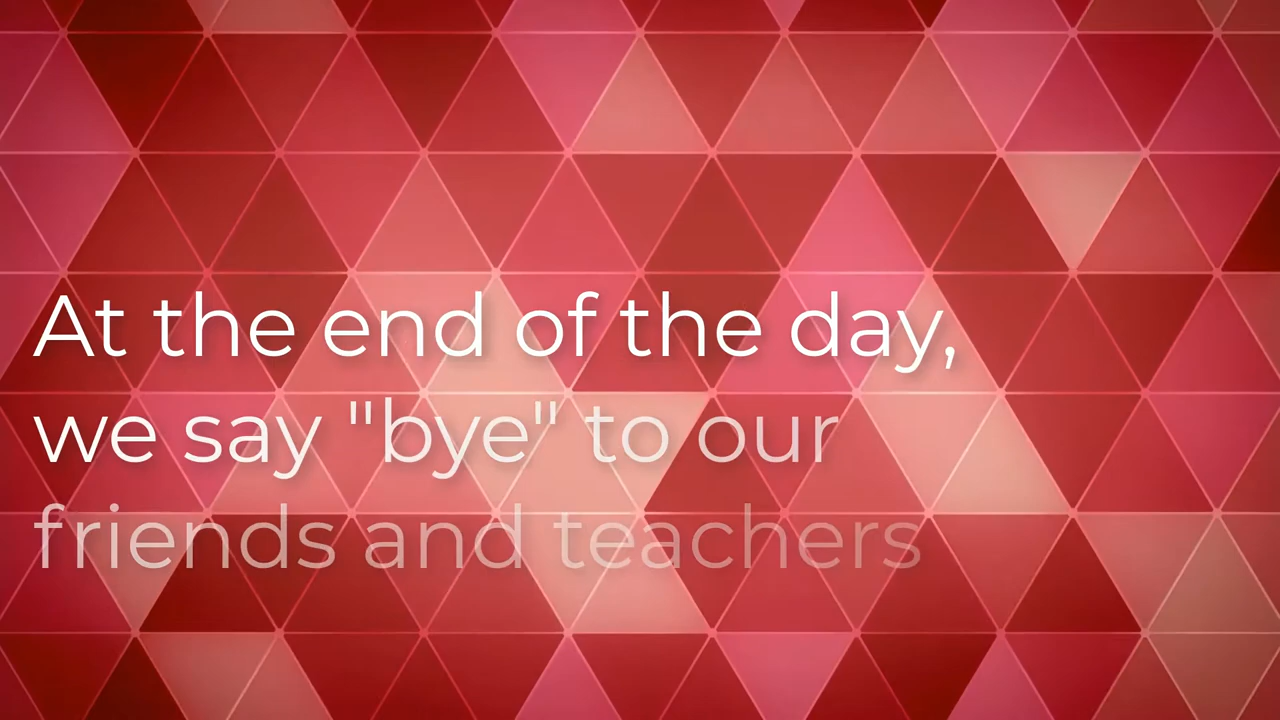 At the end of the day,
we say "bye" to our
friends and teachers